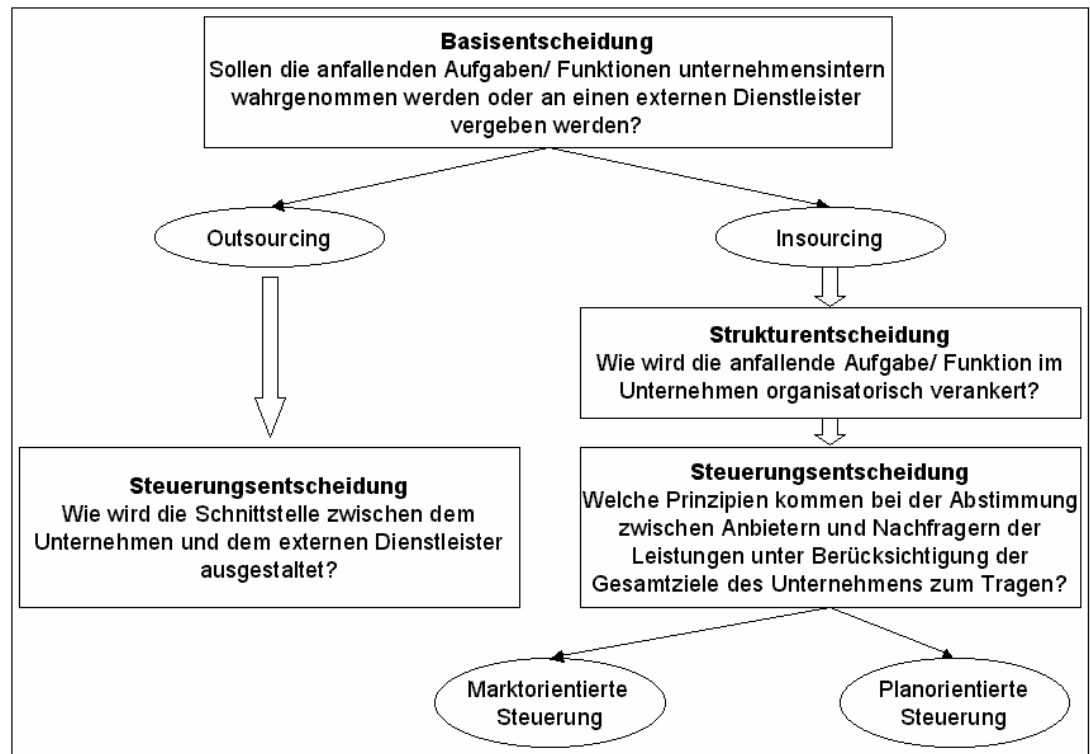 Basisentscheidung
Sollen die anfallenden Aufgaben/ Funktionen unternehmensintern
wahrgenommen werden oder an einen externen Dienstleister
vergeben werden?
Outsourcing
Insourcing
Strukturentscheidung
Wie wird die anfallende Aufgabe/ Funktion im
Unternehmen organisatorisch verankert?
Steuerungsentscheidung
Wie wird die Schnittstelle zwischen dem
Unternehmen und dem externen Dienstleister
ausgestaltet?
Steuerungsentscheidung
Welche Prinzipien kommen bei der Abstimmung
zwischen Anbietern und Nachfragern der
Leistungen unter Berücksichtigung der
Gesamtziele des Unternehmens zum Tragen?
Marktorientierte
Steuerung
Planorientierte
Steuerung